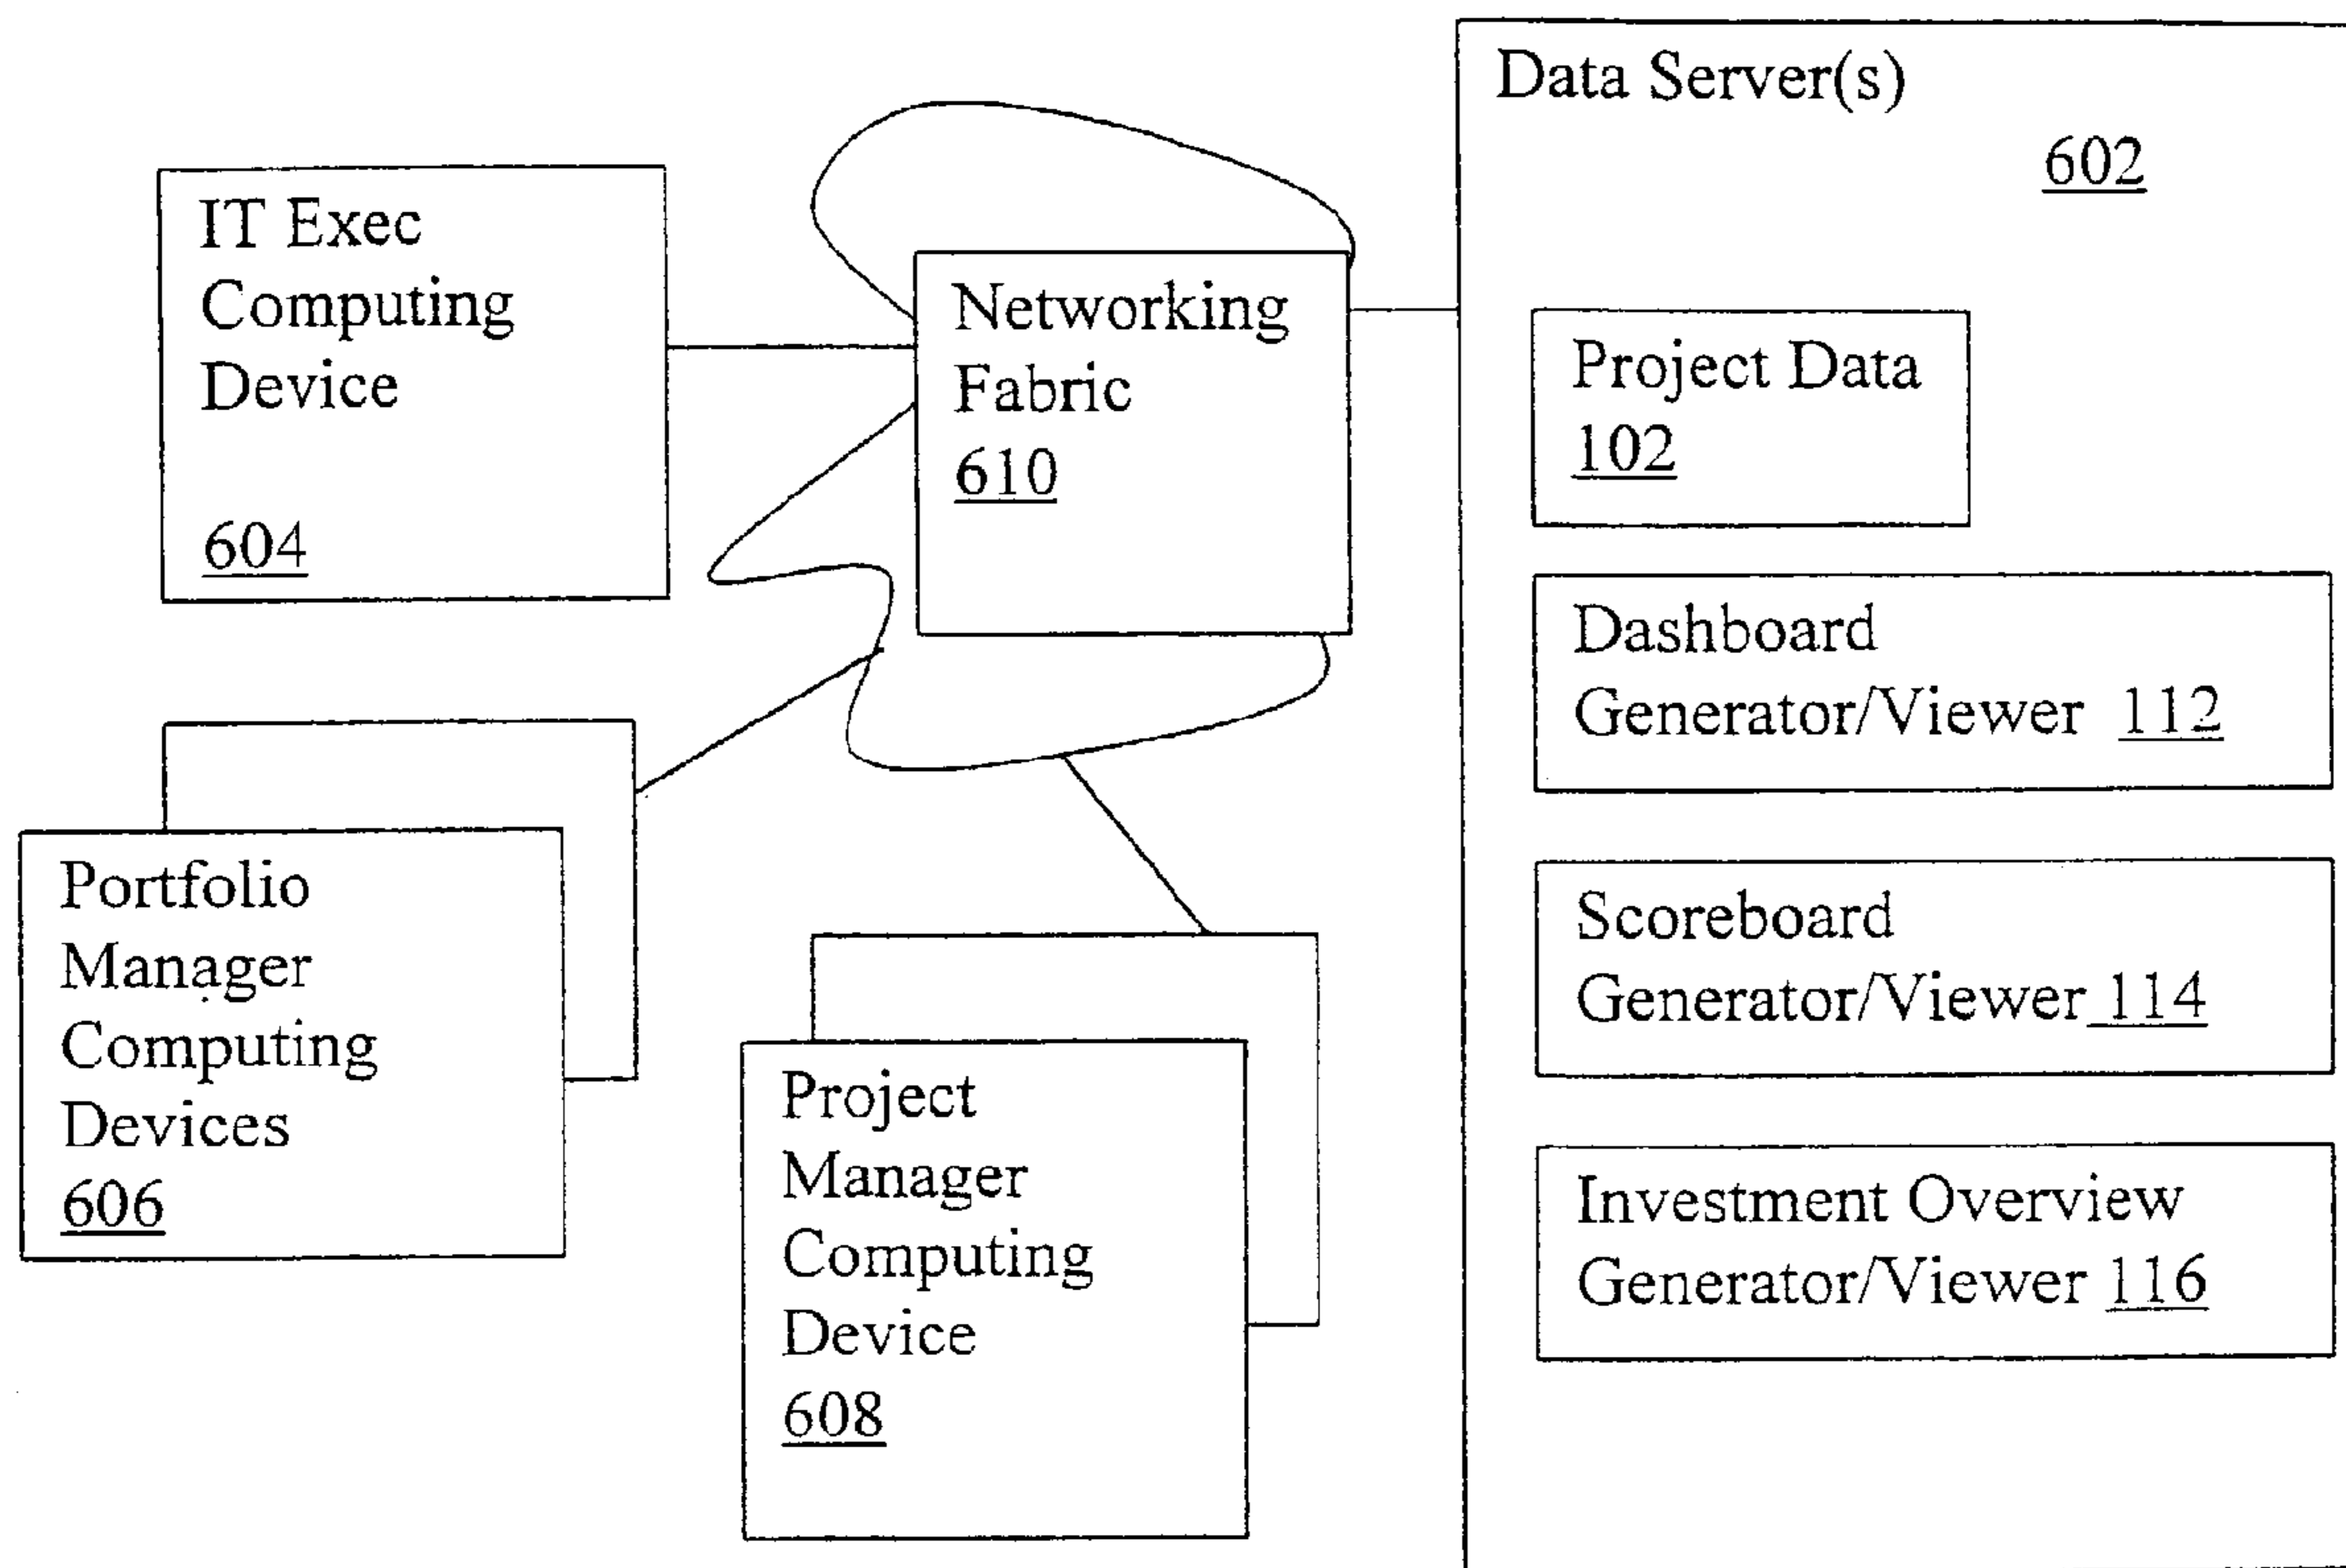 Data Server(s)
602
IT Exec
Computing
Device
604
Networking
Fabric
610
Project Data
102
Dashboard
Generator/Viewer 112
Scoreboard
Generator/Viewer 114
Investment Overview
Generator/Viewer 116
Portfolio
Manager
Computing
Devices
606
Project
Manager
Computing
Device
608